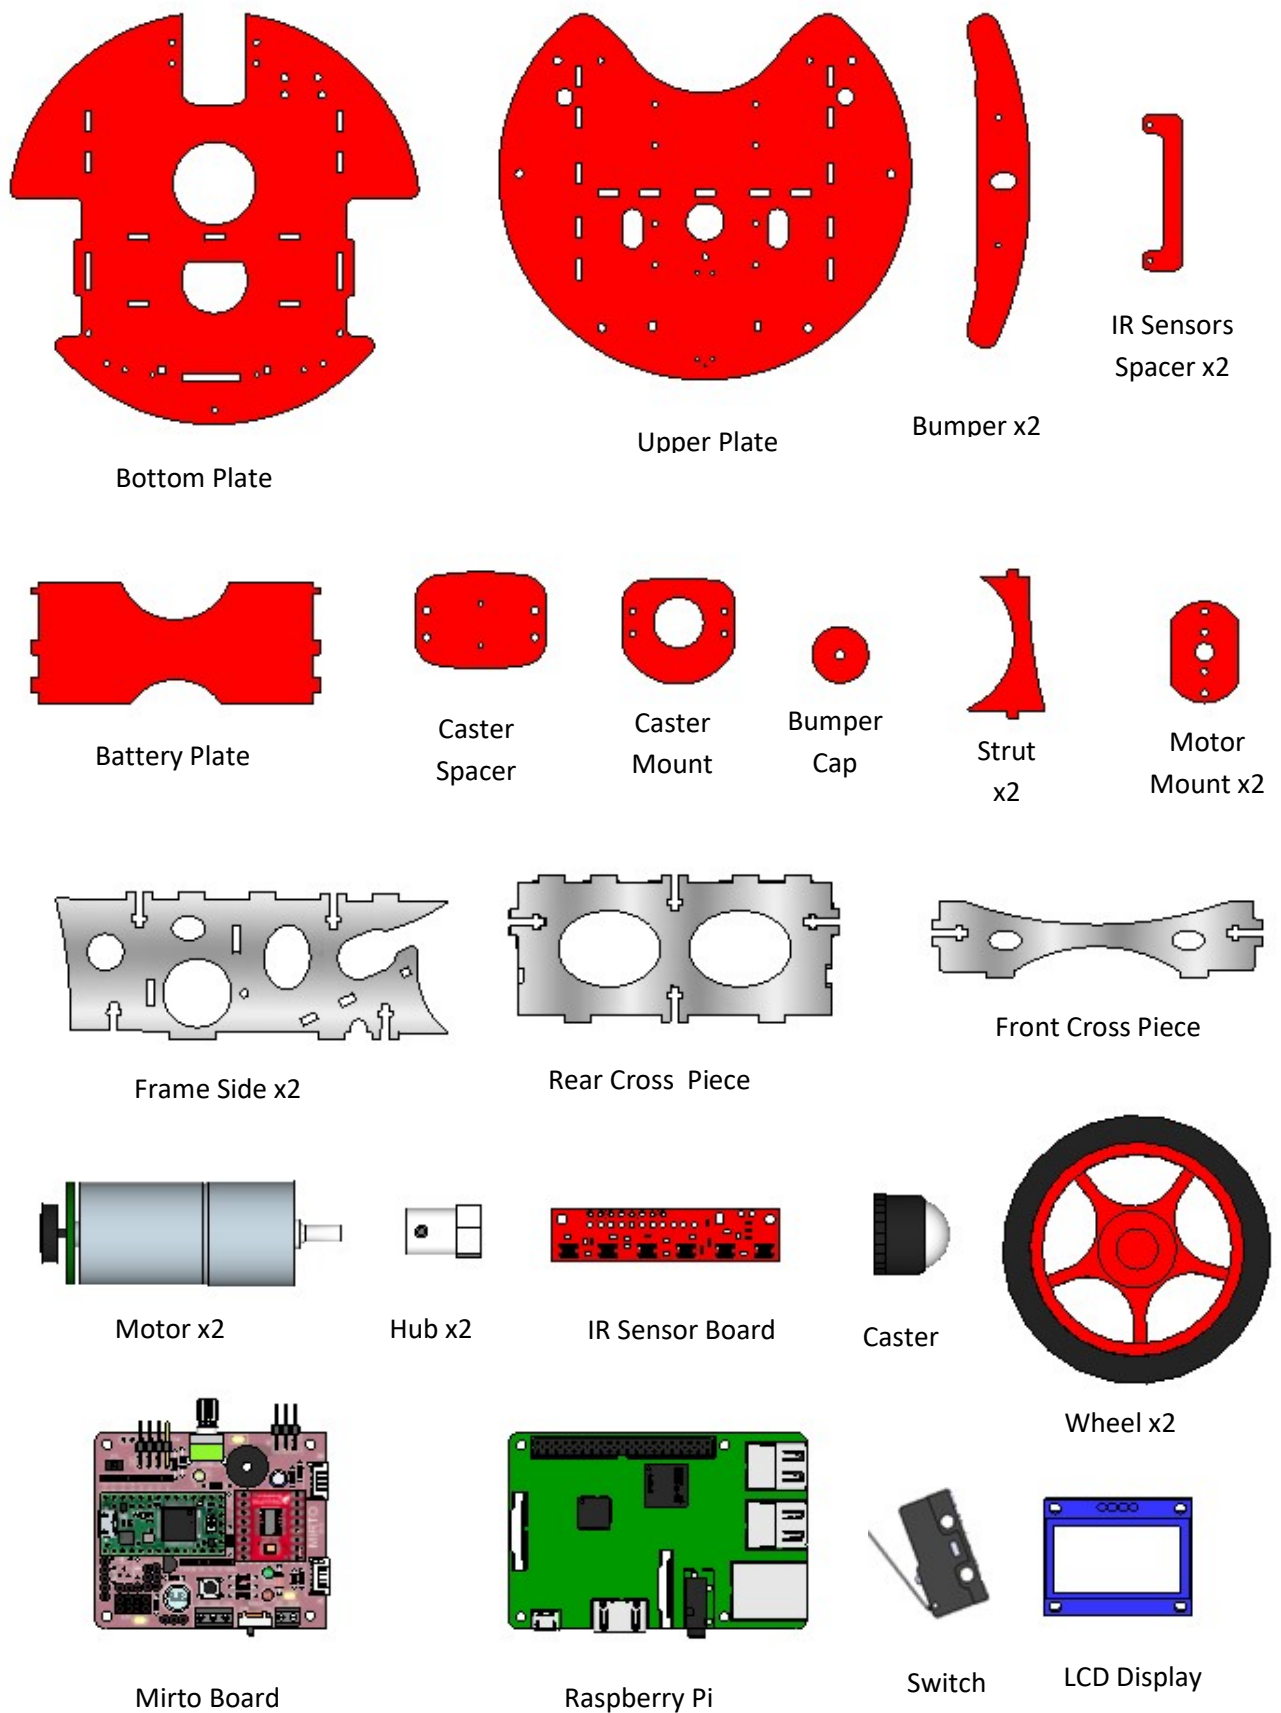 IR Sensors
Spacer x2
Bumper x2
Upper Plate
Bottom Plate
Battery Plate
Caster
Spacer
Caster
Mount
Bumper
Cap
Strut
x2
Motor
Mount x2
Frame Side x2
Rear Cross Piece
Front Cross Piece
Motor x2
Hub x2
IR Sensor Board
Caster
Wheel x2
MIRTO
Mirto Board
Raspberry Pi
Switch
LCD Display